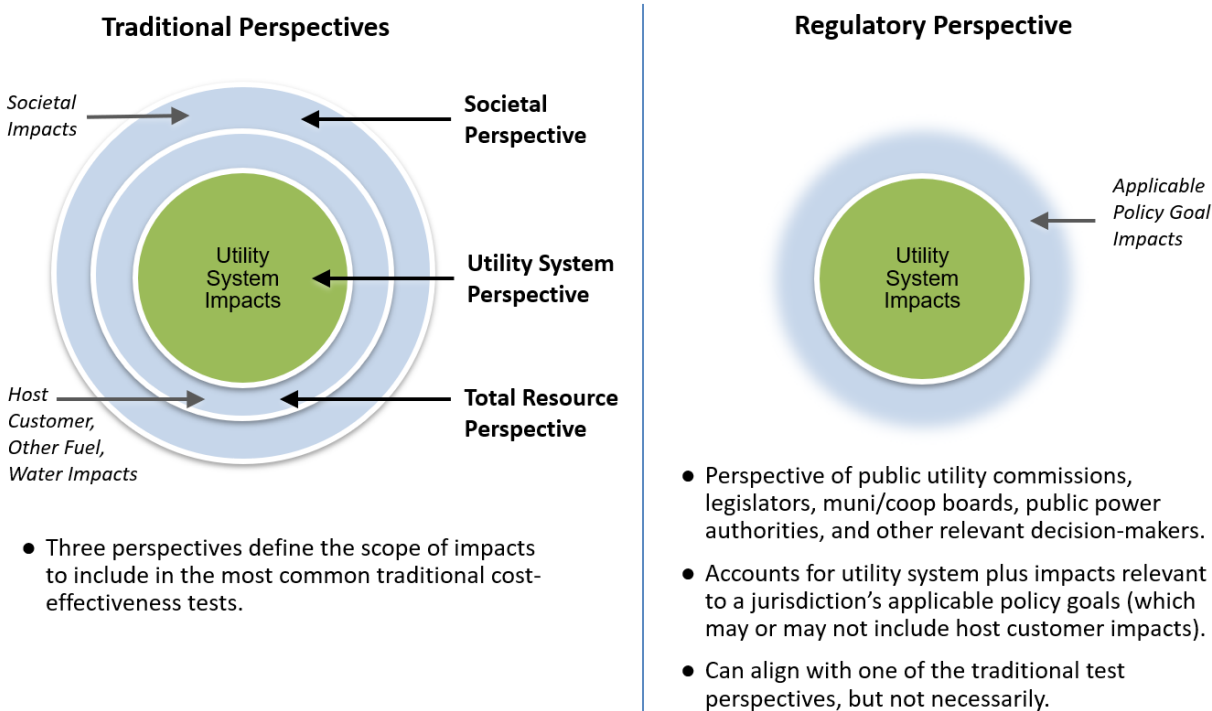 Traditional Perspectives
Societal
Impacts
Societal
Perspective
Utility
System
Impacts
Utility System
Perspective
Host
Customer,
Other Fuel,
Water Impacts
Total Resource
Perspective
● Three perspectives define the scope of impacts
to include in the most common traditional cost-
effectiveness tests.
Regulatory Perspective
Applicable
Policy Goal
Impacts
Utility
System
Impacts
● Perspective of public utility commissions,
legislators, muni/coop boards, public power
authorities, and other relevant decision-makers.
● Accounts for utility system plus impacts relevant
to a jurisdiction’s applicable policy goals (which
may or may not include host customer impacts).
● Can align with one of the traditional test
perspectives, but not necessarily.